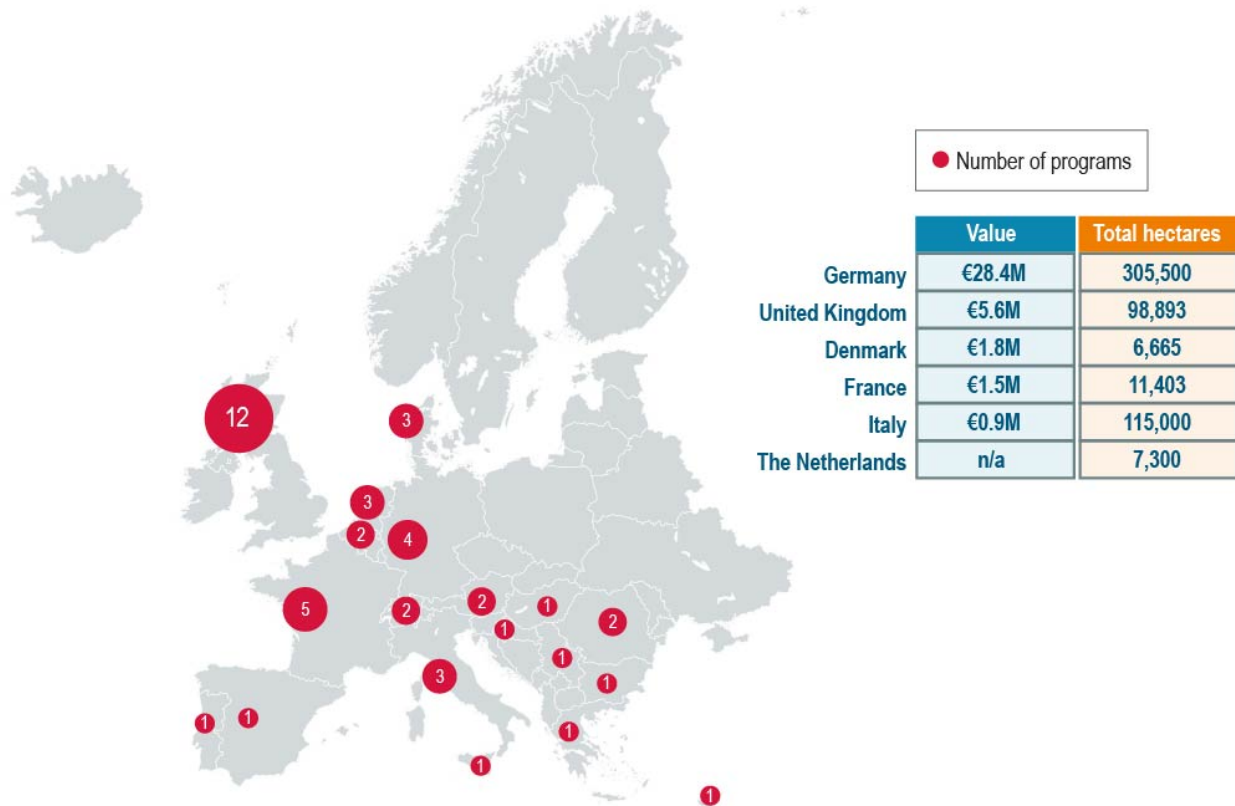 Number of programs
Value Total hectares
Germany €28.4M 305,500
United Kingdom €5.6M 98,893
Denmark €1.8M 6,665
France €1.5M 11,403
Italy €0.9M 115,000
The Netherlands n/a 7,300
12
3
3
2
4
5
2
2
1
1
2
1
1
3
1
1
1
1
1